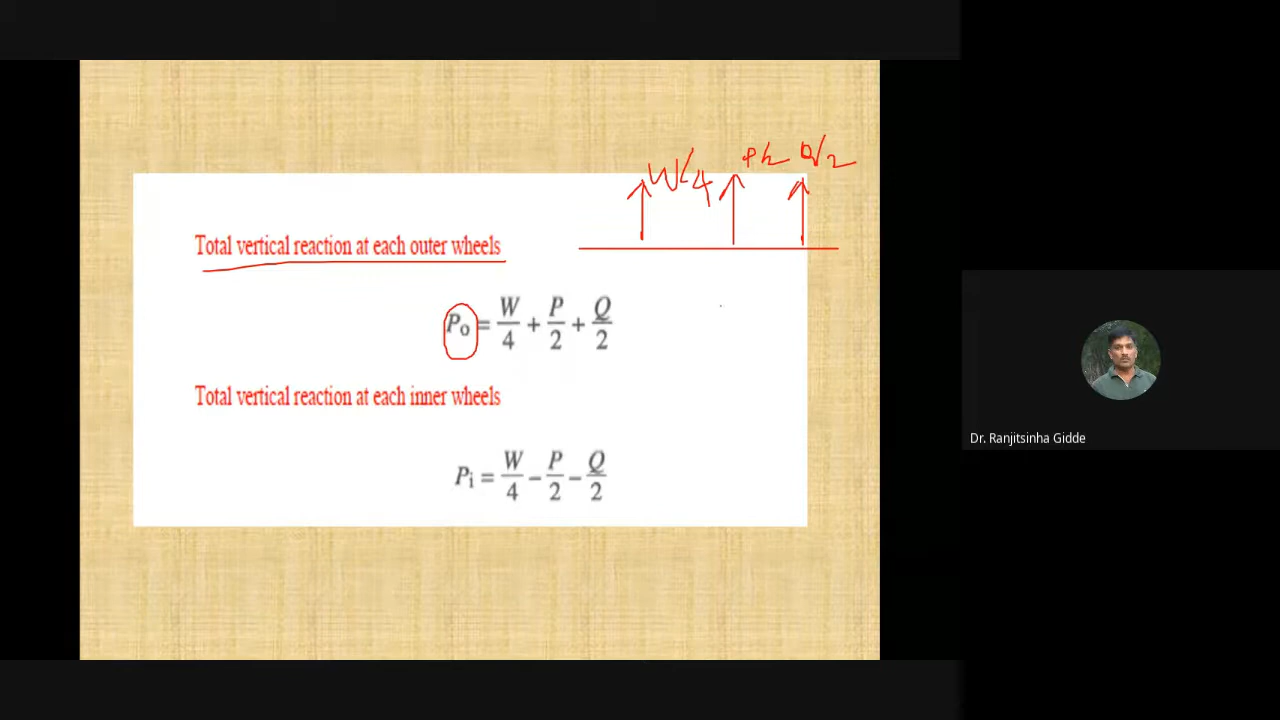 W/4 P/2 Q/2
Total vertical reaction at each outer wheels
P₀ = W/4 + P/2 + Q/2
Total vertical reaction at each inner wheels
Pᵢ = W/4 − P/2 − Q/2
Dr. Ranjitsinha Gidde